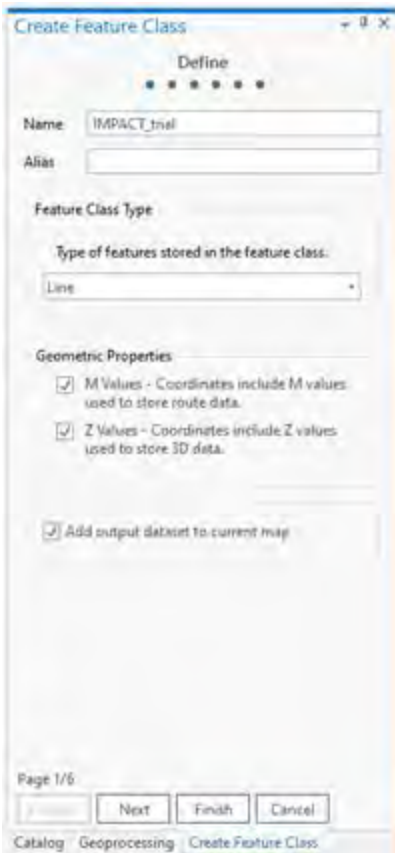 Create Feature Class
Define
Name IMPACT_trial
Alias
Feature Class Type
Type of features stored in the feature class.
Line
Geometric Properties
M Values - Coordinates include M values
used to store route data.
Z Values - Coordinates include Z values
used to store 3D data.
Add output dataset to current map
Page 1/6
Next Finish Cancel
Catalog Geoprocessing Create Feature Class